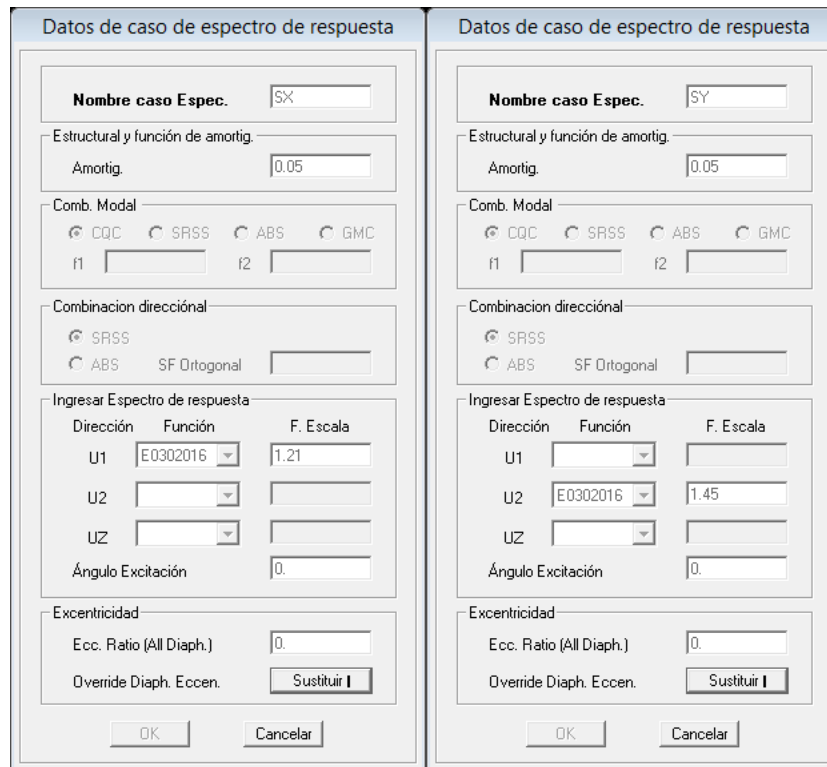 Datos de caso de espectro de respuesta
Nombre caso Espec. SX
Estructural y función de amortig.
Amortig. 0.05
Comb. Modal
CQC SRSS ABS GMC
f1 f2
Combinacion direcciónal
SRSS
ABS SF Ortogonal
Ingresar Espectro de respuesta
Dirección Función F. Escala
U1 E0302016 1.21
U2
UZ
Ángulo Excitación 0.
Excentricidad
Ecc. Ratio (All Diaph.) 0.
Override Diaph. Eccen. Sustituir I
OK Cancelar
Datos de caso de espectro de respuesta
Nombre caso Espec. SY
Estructural y función de amortig.
Amortig. 0.05
Comb. Modal
CQC SRSS ABS GMC
f1 f2
Combinacion direcciónal
SRSS
ABS SF Ortogonal
Ingresar Espectro de respuesta
Dirección Función F. Escala
U1
U2 E0302016 1.45
UZ
Ángulo Excitación 0.
Excentricidad
Ecc. Ratio (All Diaph.) 0.
Override Diaph. Eccen. Sustituir I
OK Cancelar